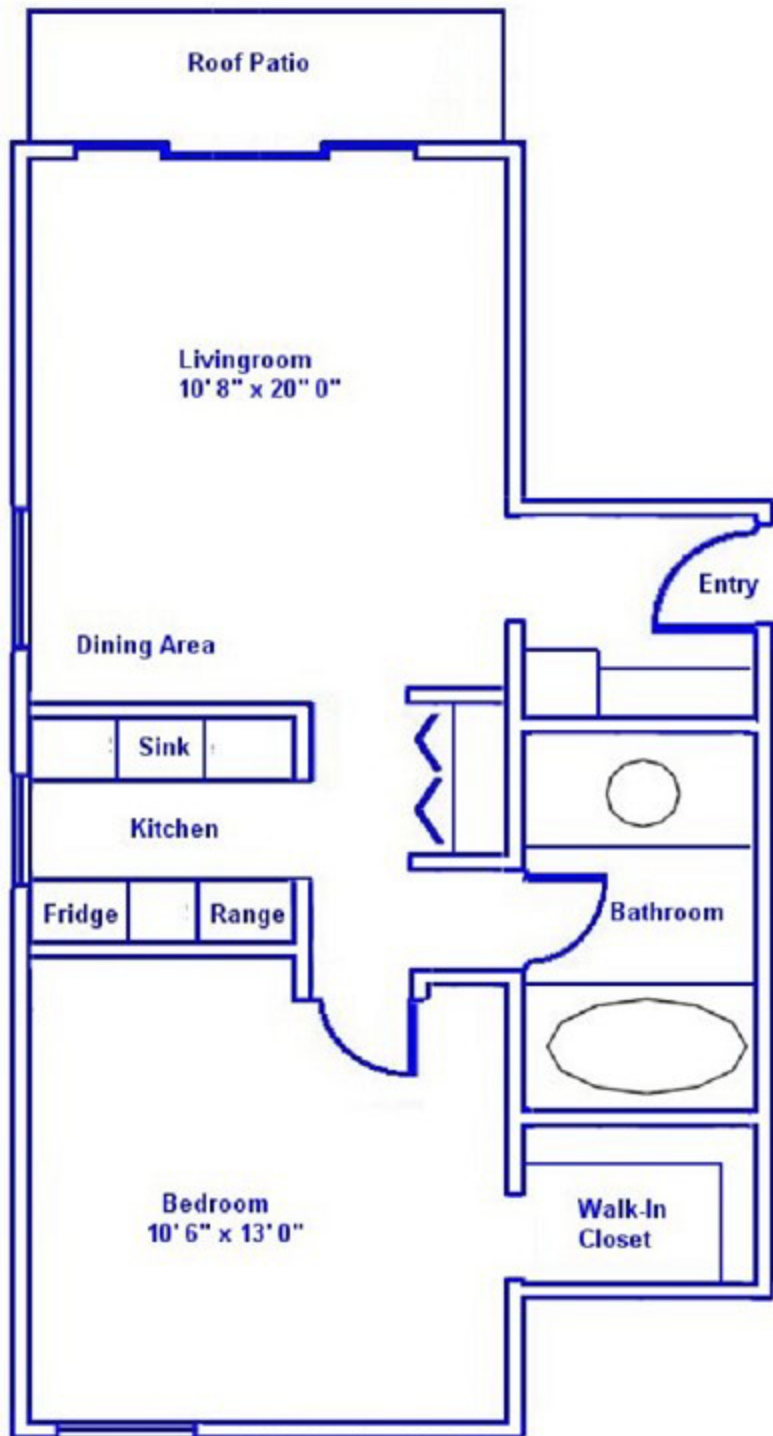 Roof Patio
Livingroom
10' 8" x 20" 0"
Entry
Dining Area
Sink
Kitchen
Fridge
Range
Bathroom
Bedroom
10' 6" x 13' 0"
Walk-In
Closet